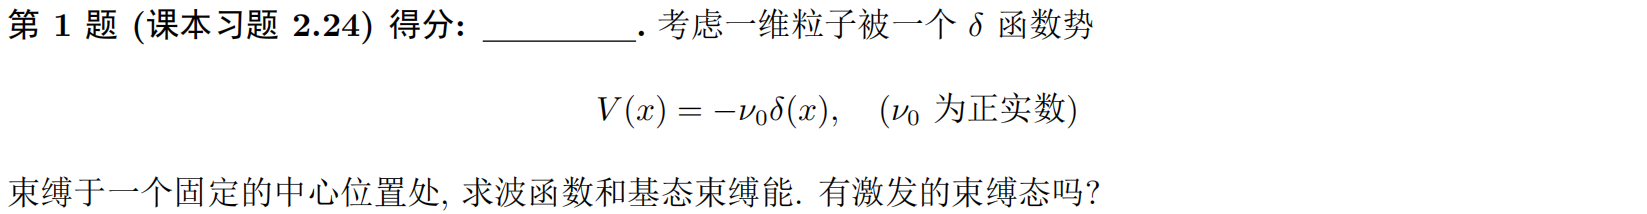 第 1 题 (课本习题 2.24) 得分: ________. 考虑一维粒子被一个 δ 函数势
V(x) = −ν₀δ(x), (ν₀ 为正实数)
束缚于一个固定的中心位置处, 求波函数和基态束缚能. 有激发的束缚态吗?